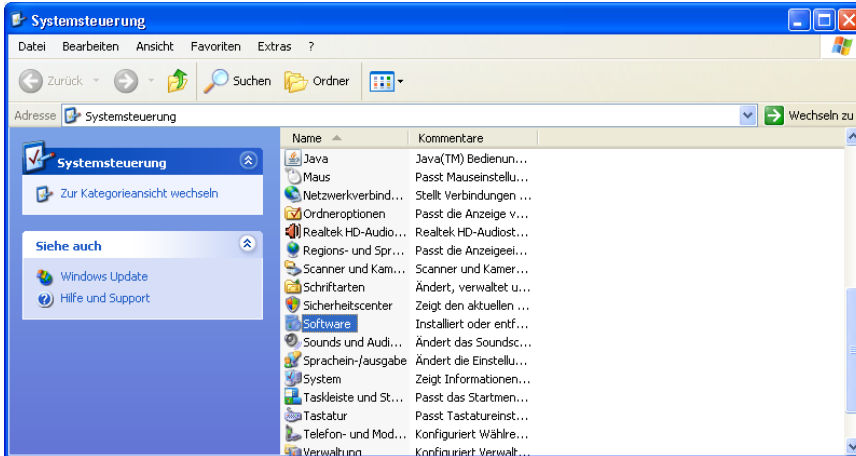 Systemsteuerung
Datei Bearbeiten Ansicht Favoriten Extras ?
Zurück Suchen Ordner
Adresse Systemsteuerung Wechseln zu
Systemsteuerung
Zur Kategorieansicht wechseln
Siehe auch
Windows Update
Hilfe und Support
Name Kommentare
Java Java(TM) Bedienun...
Maus Passt Mauseinstellu...
Netzwerkverbind... Stellt Verbindungen ...
Ordneroptionen Passt die Anzeige v...
Realtek HD-Audio... Realtek HD-Audiost...
Regions- und Spr... Passt die Anzeigeei...
Scanner und Kam... Scanner und Kamer...
Schriftarten Ändert, verwaltet u...
Sicherheitscenter Zeigt den aktuellen ...
Software Installiert oder entf...
Sounds und Audi... Ändert das Soundsc...
Sprachein-/ausgabe Ändert die Einstellu...
System Zeigt Informationen...
Taskleiste und St... Passt das Startmen...
Tastatur Passt Tastatureinst...
Telefon- und Mod... Konfiguriert Wählre...
Verwaltung Konfiguriert Verwalt...